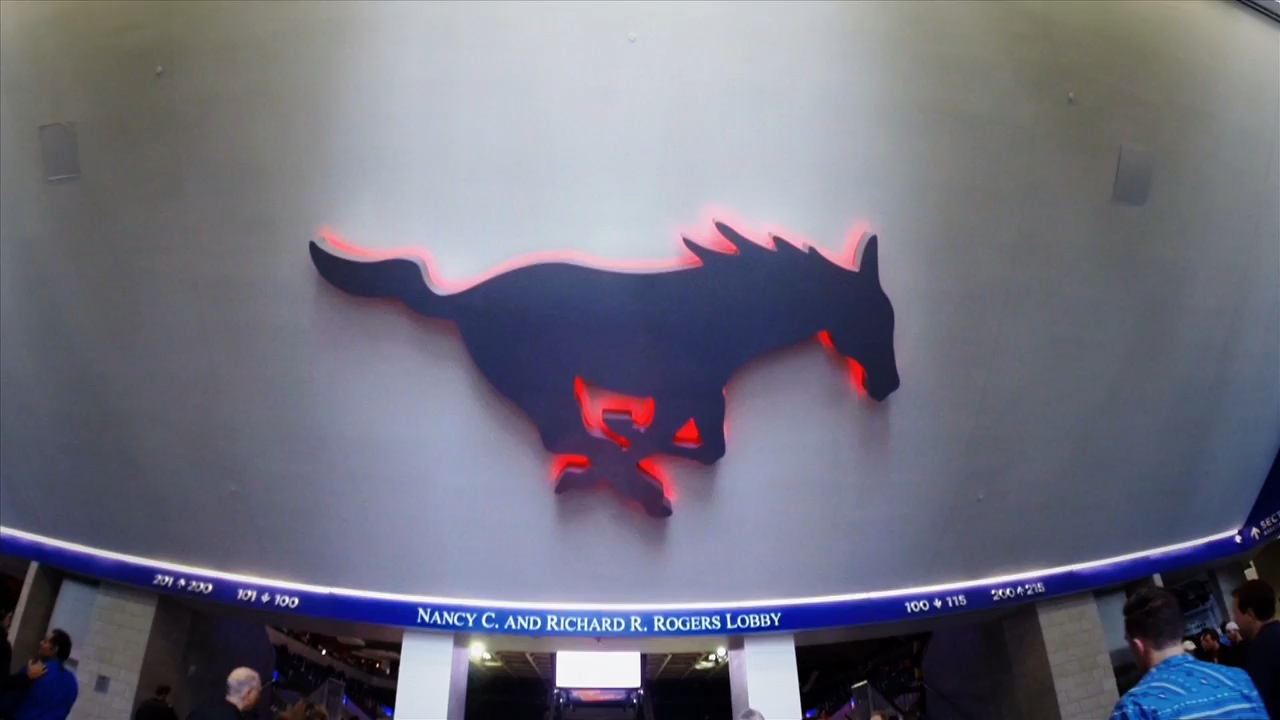 201 ↑ 200 101 ↓ 100 NANCY C. AND RICHARD R. ROGERS LOBBY 100 ↓ 115 200 ↑ 215